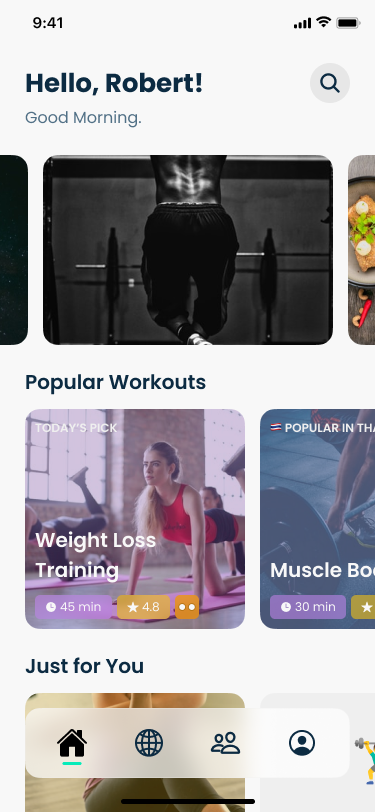 9:41
Hello, Robert!
Good Morning.
Popular Workouts
TODAY'S PICK
Weight Loss
Training
45 min
4.8
POPULAR IN THA
Muscle Bo
30 min
Just for You